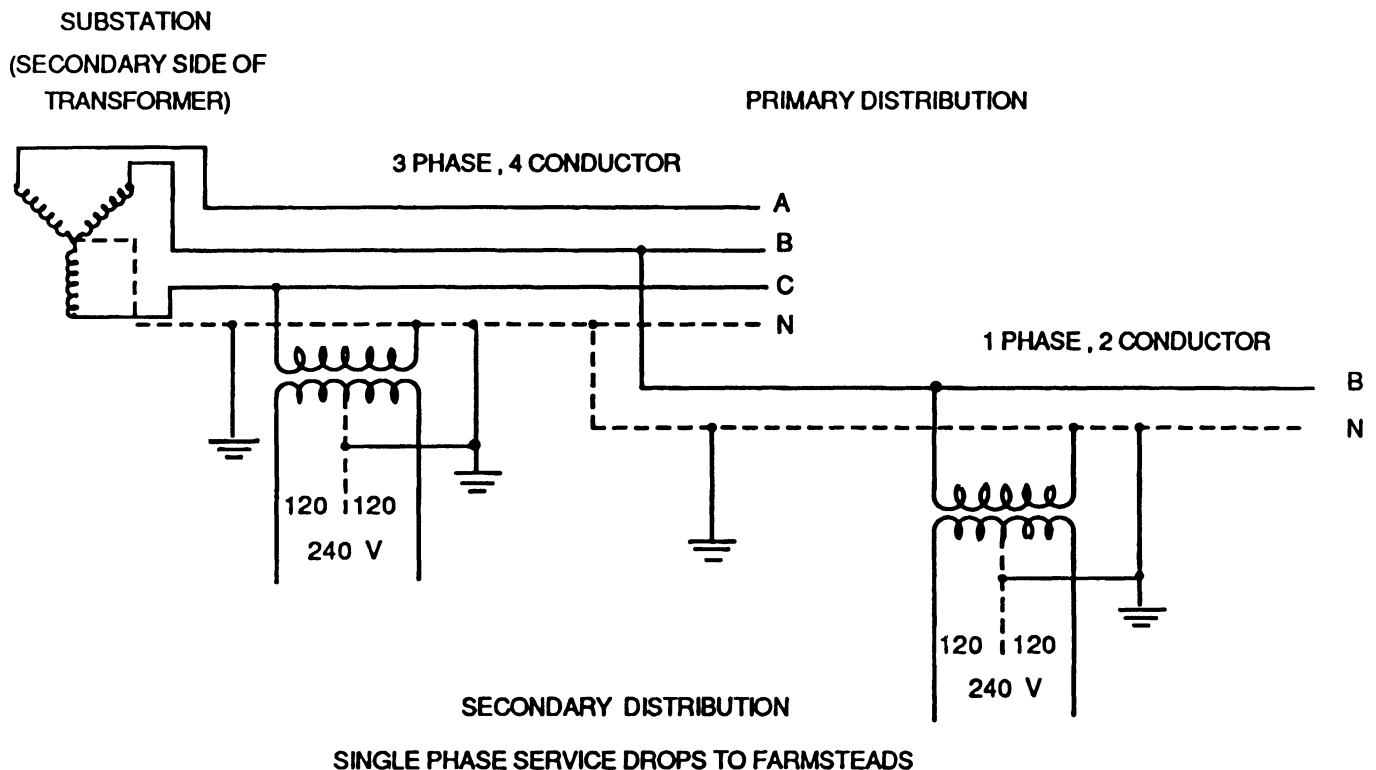 SUBSTATION
(SECONDARY SIDE OF
TRANSFORMER)
PRIMARY DISTRIBUTION
3 PHASE , 4 CONDUCTOR
A
B
C
N
1 PHASE , 2 CONDUCTOR
B
N
120 120
240 V
120 120
240 V
SECONDARY DISTRIBUTION
SINGLE PHASE SERVICE DROPS TO FARMSTEADS